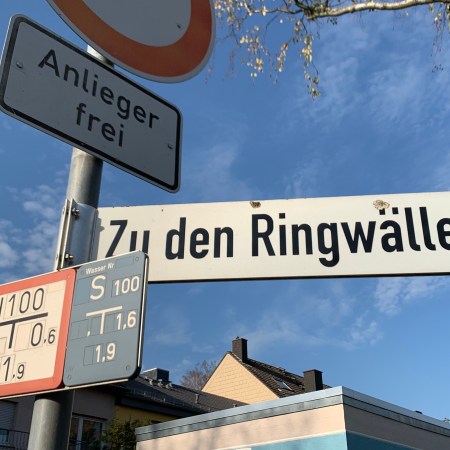 Anlieger
frei
Zu den Ringwälle
100
0,6
1,9
Wasser Nr
S 100
T 1,6
1,9